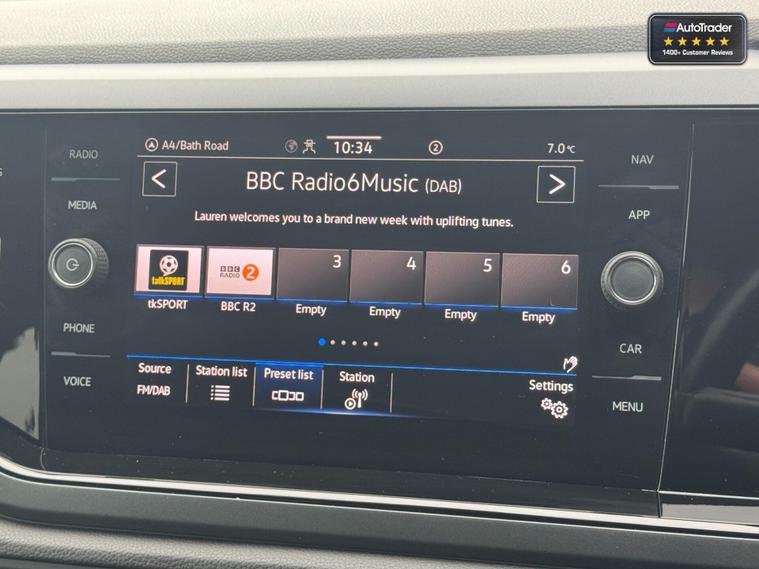 AutoTrader
1400+ Customer Reviews
RADIO
MEDIA
PHONE
VOICE
A4/Bath Road
10:34
2
7.0°C
BBC Radio6Music (DAB)
Lauren welcomes you to a brand new week with uplifting tunes.
talkSPORT
BBC RADIO 2
3
4
5
6
tkSPORT
BBC R2
Empty
Empty
Empty
Empty
Source
FM/DAB
Station list
Preset list
Station
Settings
NAV
APP
CAR
MENU